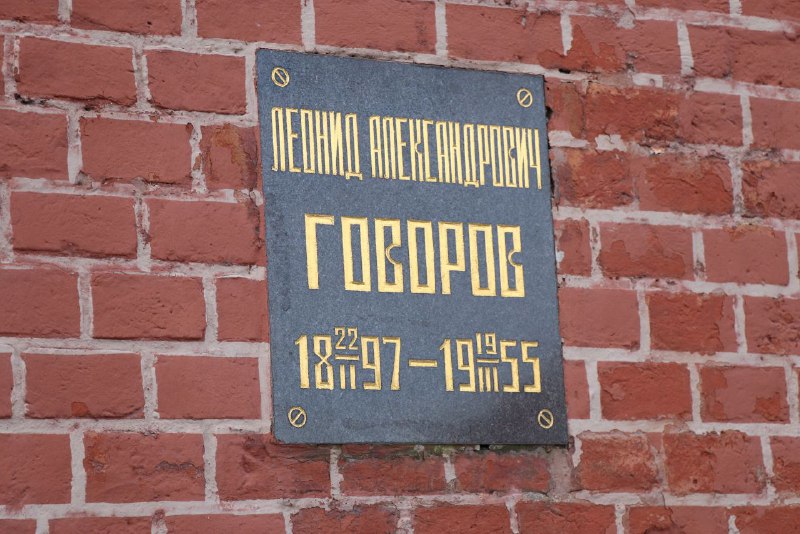 ЛЕОНИД АЛЕКСАНДРОВИЧ
ГОВОРОВ
18 22/II 97 — 19 19/III 55